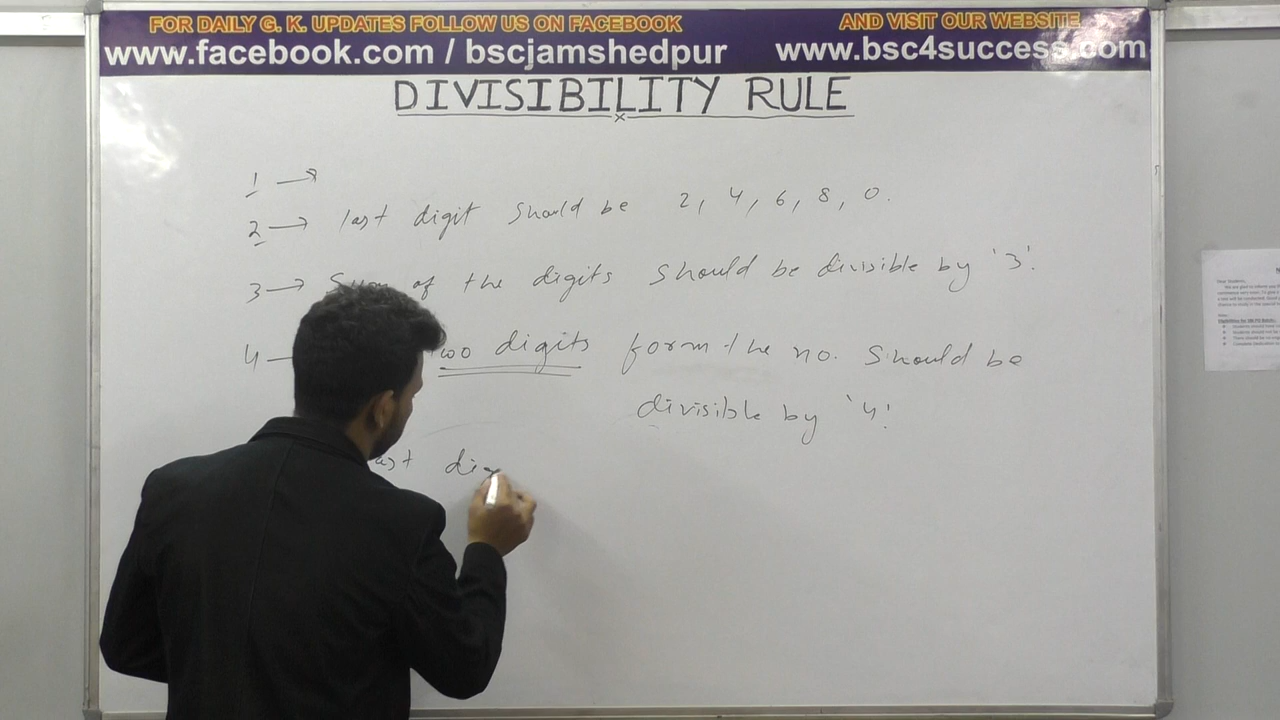 FOR DAILY G. K. UPDATES FOLLOW US ON FACEBOOK
AND VISIT OUR WEBSITE
www.facebook.com / bscjamshedpur
www.bsc4success.com
DIVISIBILITY RULE
1 →
2 → last digit should be 2, 4, 6, 8, 0.
3 → Sum of the digits should be divisible by '3'.
4 two digits form the no. should be
divisible by '4'.
last dig